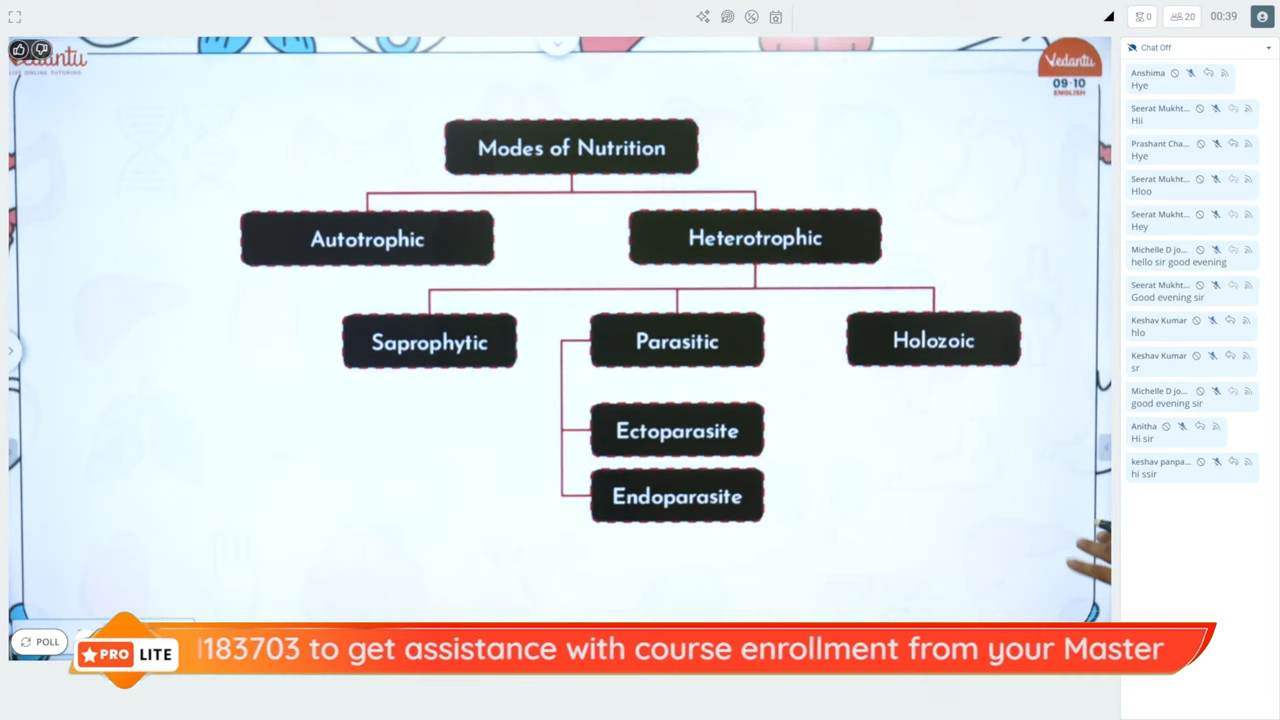 0
20
00:39
Vedantu
LIVE ONLINE TUTORING
Vedantu
09·10
ENGLISH
Modes of Nutrition
Autotrophic
Heterotrophic
Saprophytic
Parasitic
Holozoic
Ectoparasite
Endoparasite
POLL
PRO LITE
183703 to get assistance with course enrollment from your Master
Chat Off
Anshima
Hye
Seerat Mukht...
Hii
Prashant Cha...
Hye
Seerat Mukht...
Hloo
Seerat Mukht...
Hey
Michelle D jo...
hello sir good evening
Seerat Mukht...
Good evening sir
Keshav Kumar
hlo
Keshav Kumar
sr
Michelle D jo...
good evening sir
Anitha
Hi sir
keshav panpa...
hi ssir